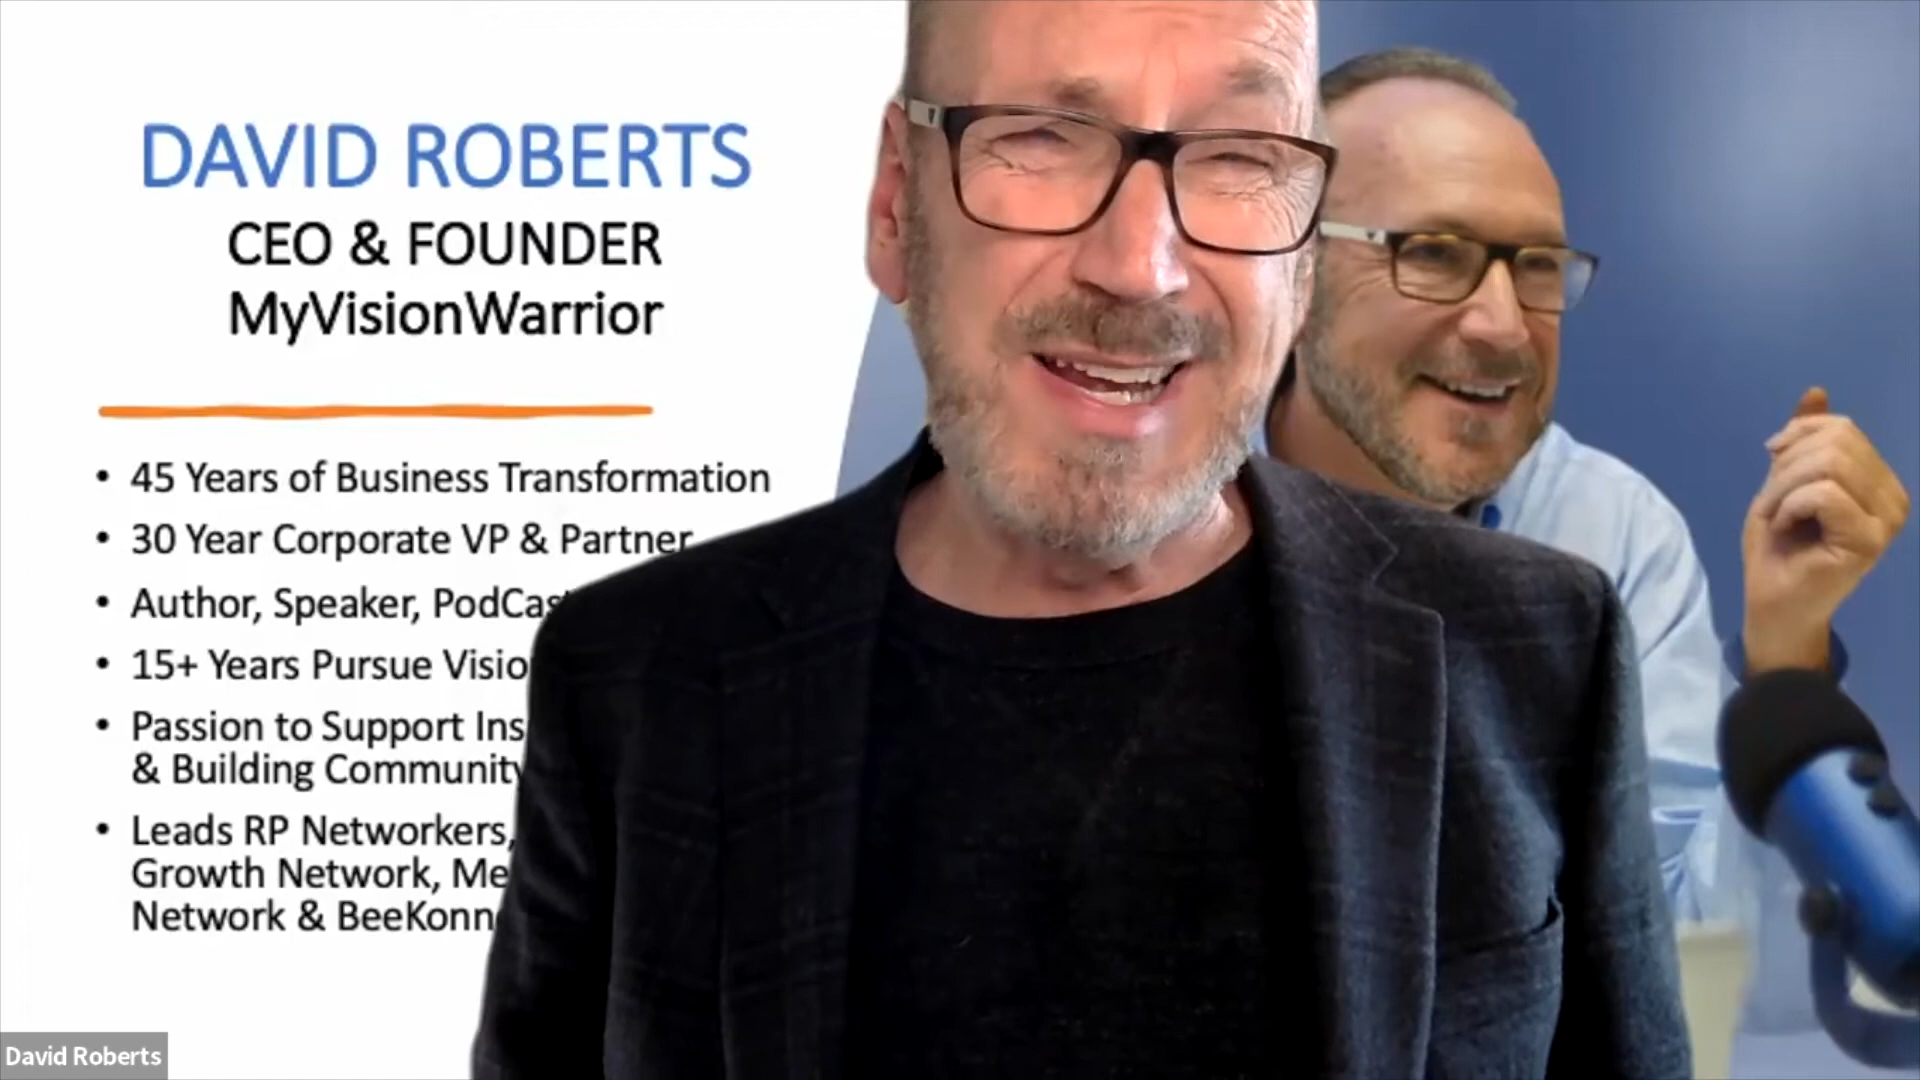 DAVID ROBERTS
CEO & FOUNDER
MyVisionWarrior
• 45 Years of Business Transformation
• 30 Year Corporate VP & Partner
• Author, Speaker,
• 15+ Years Pursue
• Passion to Support
& Building Community
• Leads RP Networkers,
Growth Network,
Network &
David Roberts